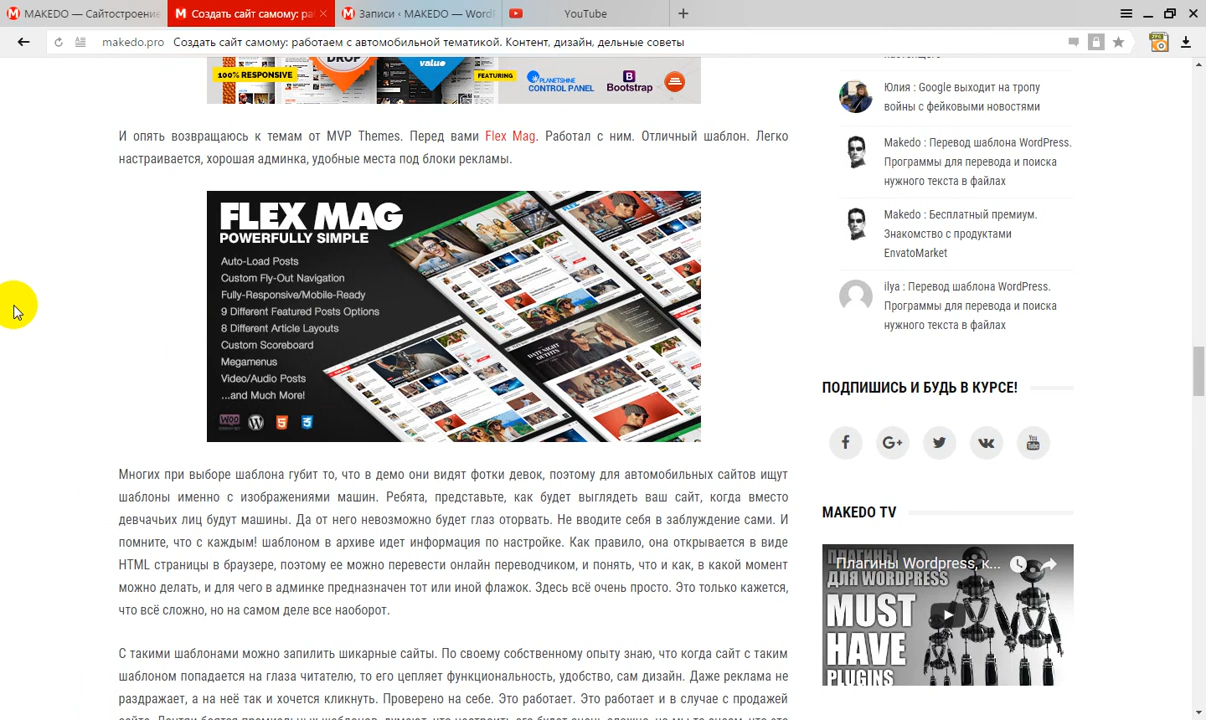 MAKEDO — Сайтостроение
Создать сайт самому: ра
Записи ‹ MAKEDO — Word
YouTube
makedo.pro Создать сайт самому: работаем с автомобильной тематикой. Контент, дизайн, дельные советы
100% RESPONSIVE
DROP
value
FEATURING
PLANETSHINE
CONTROL PANEL
Bootstrap
И опять возвращаюсь к темам от MVP Themes. Перед вами Flex Mag. Работал с ним. Отличный шаблон. Легко
настраивается, хорошая админка, удобные места под блоки рекламы.
FLEX MAG
POWERFULLY SIMPLE
Auto-Load Posts
Custom Fly-Out Navigation
Fully-Responsive/Mobile-Ready
9 Different Featured Posts Options
8 Different Article Layouts
Custom Scoreboard
Megamenus
Video/Audio Posts
...and Much More!
DATE NIGHT
OUTFITS
Многих при выборе шаблона губит то, что в демо они видят фотки девок, поэтому для автомобильных сайтов ищут
шаблоны именно с изображениями машин. Ребята, представьте, как будет выглядеть ваш сайт, когда вместо
девчачьих лиц будут машины. Да от него невозможно будет глаз оторвать. Не вводите себя в заблуждение сами. И
помните, что с каждым! шаблоном в архиве идет информация по настройке. Как правило, она открывается в виде
HTML страницы в браузере, поэтому ее можно перевести онлайн переводчиком, и понять, что и как, в какой момент
можно делать, и для чего в админке предназначен тот или иной флажок. Здесь всё очень просто. Это только кажется,
что всё сложно, но на самом деле все наоборот.
С такими шаблонами можно запилить шикарные сайты. По своему собственному опыту знаю, что когда сайт с таким
шаблоном попадается на глаза читателю, то его цепляет функциональность, удобство, сам дизайн. Даже реклама не
раздражает, а на неё так и хочется кликнуть. Проверено на себе. Это работает. Это работает и в случае с продажей
Юлия : Google выходит на тропу
войны с фейковыми новостями
Makedo : Перевод шаблона WordPress.
Программы для перевода и поиска
нужного текста в файлах
Makedo : Бесплатный премиум.
Знакомство с продуктами
EnvatoMarket
ilya : Перевод шаблона WordPress.
Программы для перевода и поиска
нужного текста в файлах
ПОДПИШИСЬ И БУДЬ В КУРСЕ!
MAKEDO TV
Плагины Wordpress, к...
ПЛАГИНЫ
ДЛЯ WORDPRESS
MUST
HAVE
PLUGINS